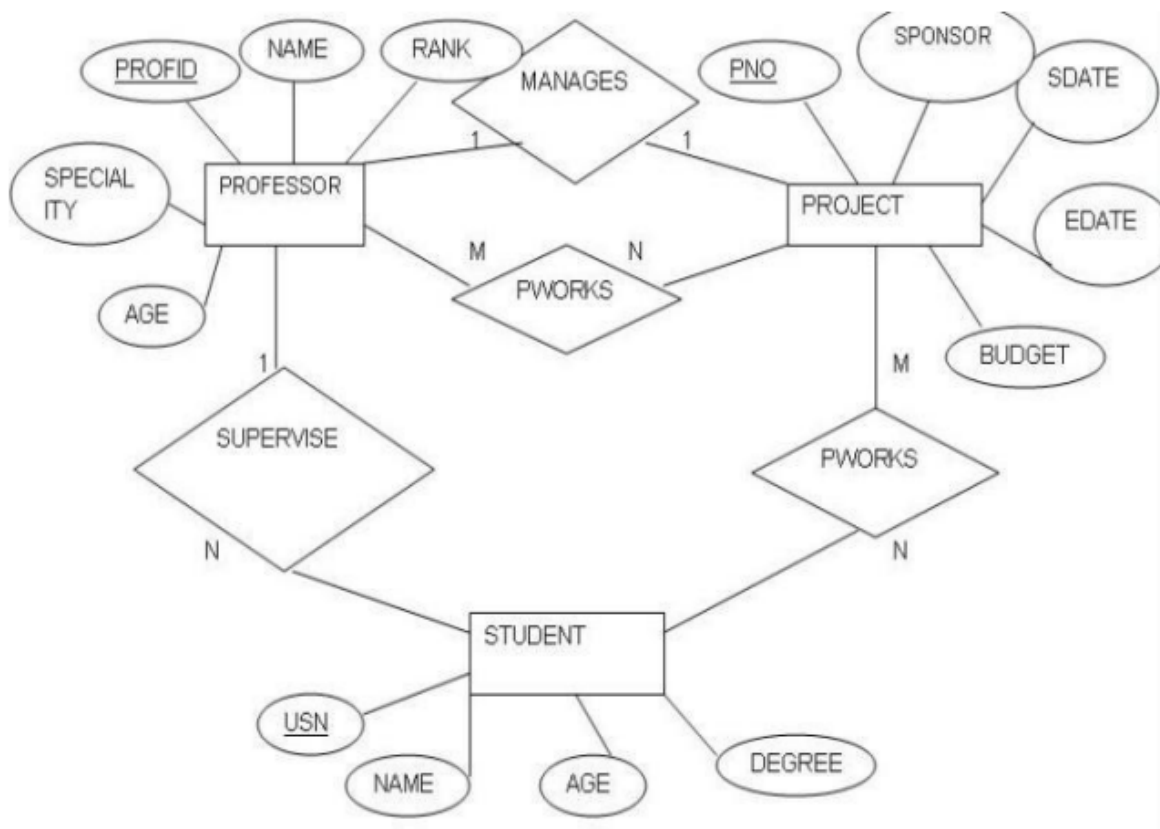 SPONSOR
NAME
RANK
PROFID
MANAGES
PNO
SDATE
1
1
SPECIAL
ITY
PROFESSOR
PROJECT
EDATE
M
N
PWORKS
AGE
BUDGET
1
M
SUPERVISE
PWORKS
N
N
STUDENT
USN
NAME
AGE
DEGREE